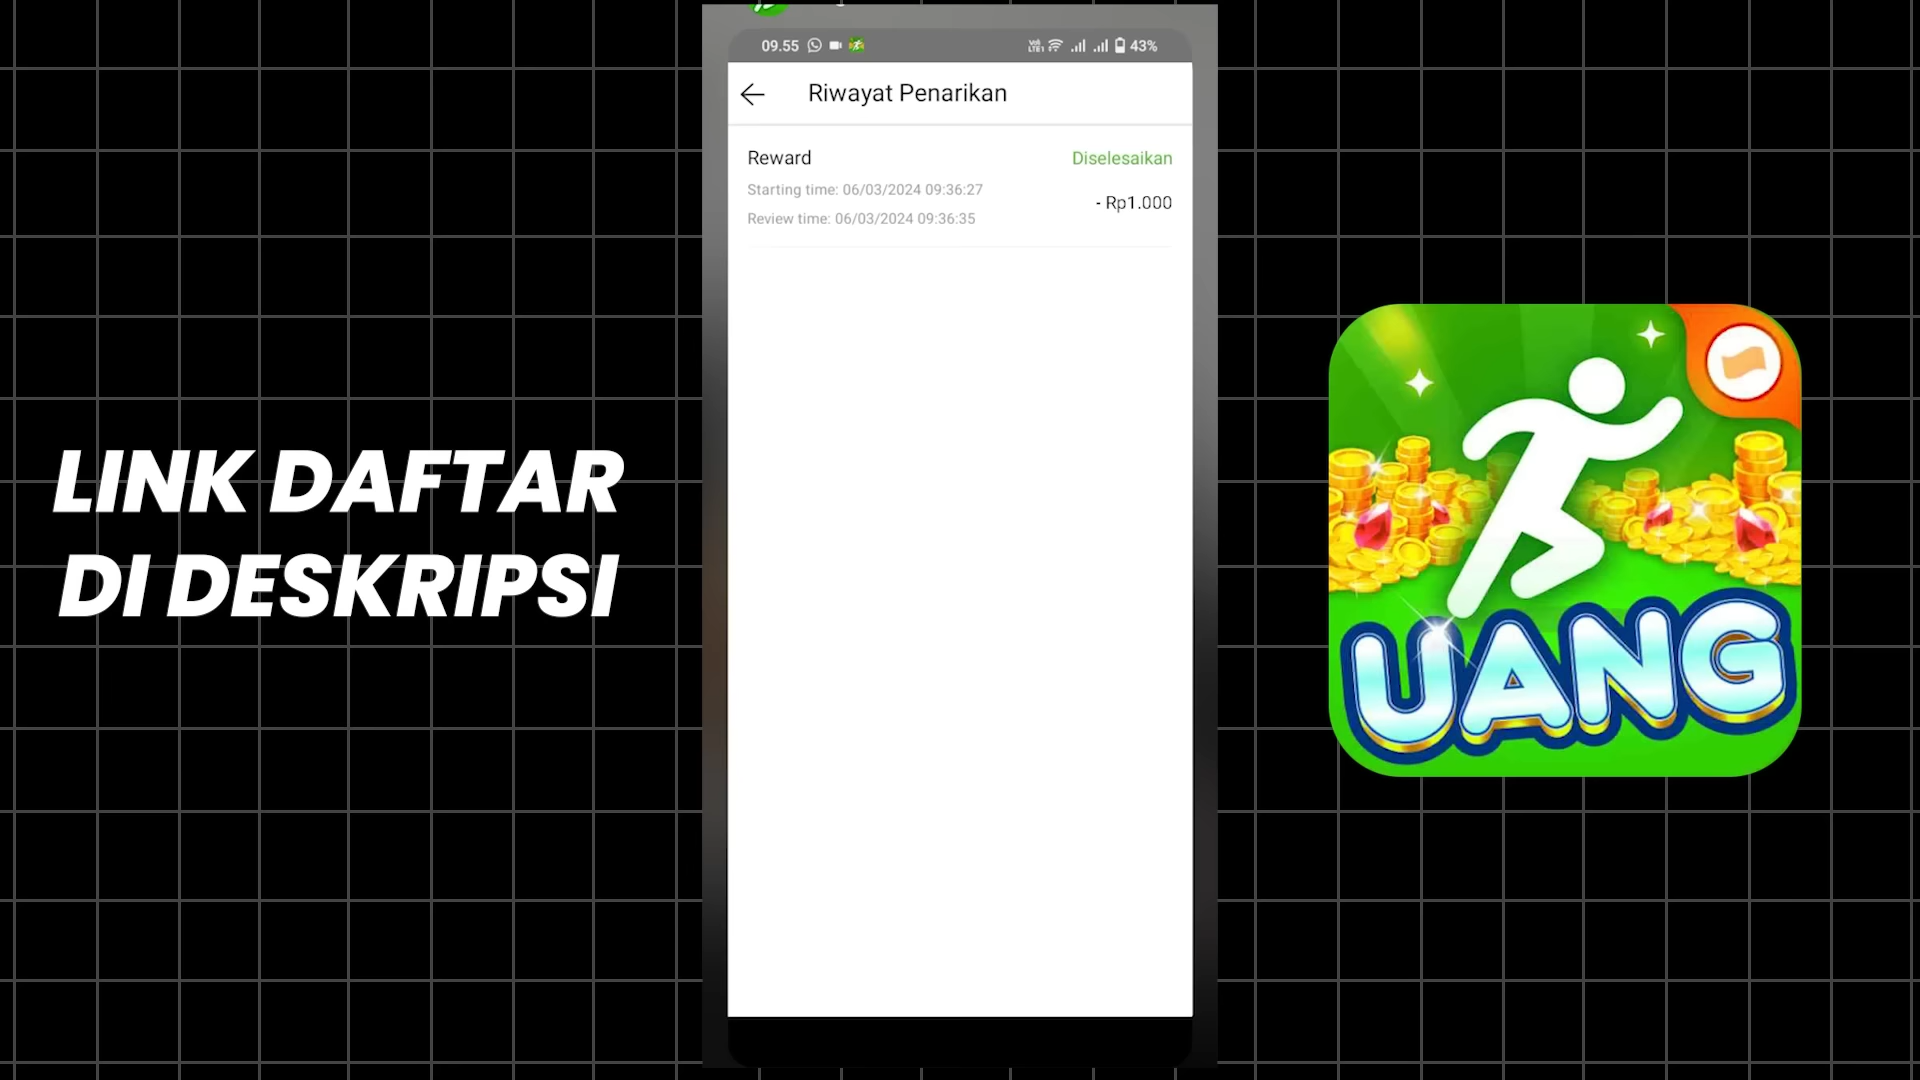 09.55
43%
Riwayat Penarikan
Reward
Diselesaikan
Starting time: 06/03/2024 09:36:27
- Rp1.000
Review time: 06/03/2024 09:36:35
LINK DAFTAR
DI DESKRIPSI
UANG